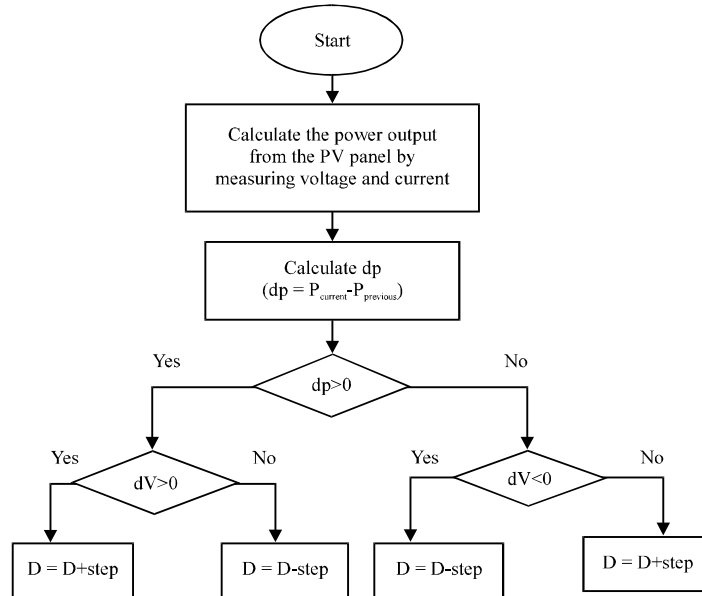 Start
Calculate the power output
from the PV panel by
measuring voltage and current
Calculate dp
(dp = Pcurrent-Pprevious)
Yes
No
dp>0
Yes
No
Yes
No
dV>0
dV<0
D = D+step
D = D-step
D = D-step
D = D+step